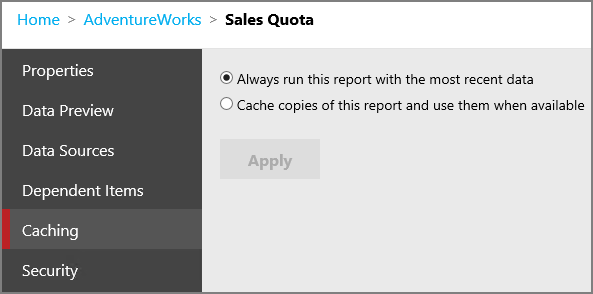 Home > AdventureWorks > Sales Quota
Properties
Data Preview
Data Sources
Dependent Items
Caching
Security
Always run this report with the most recent data
Cache copies of this report and use them when available
Apply